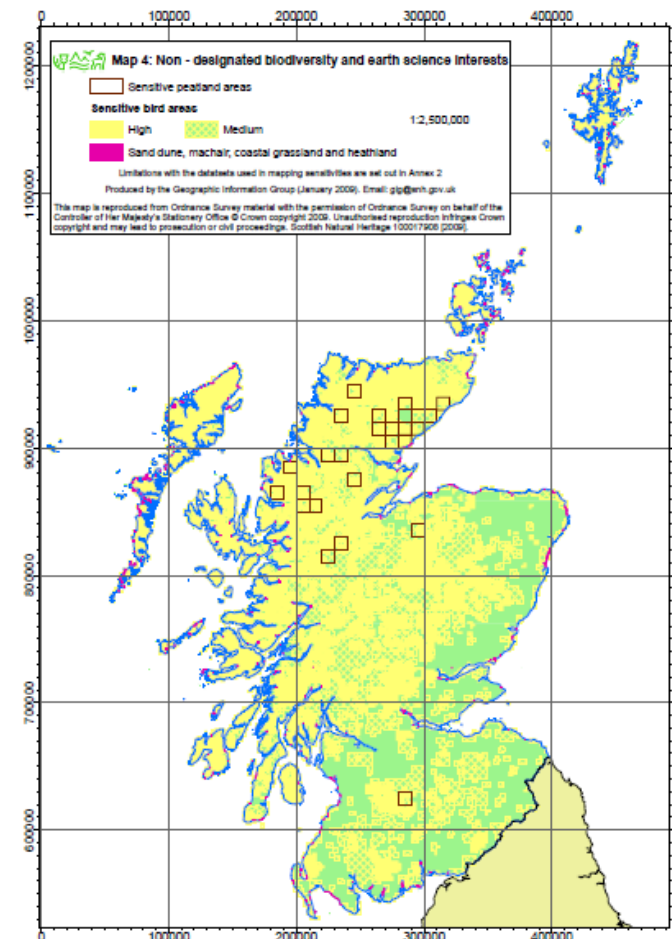 0 100000 200000 300000 400000
Map 4: Non - designated biodiversity and earth science interests
Sensitive peatland areas
Sensitive bird areas
High Medium
1:2,500,000
Sand dune, machair, coastal grassland and heathland
Limitations with the datasets used in mapping sensitivities are set out in Annex 2
Produced by the Geographic Information Group (January 2009). Email: gig@snh.gov.uk
This map is reproduced from Ordnance Survey material with the permission of Ordnance Survey on behalf of the
Controller of Her Majesty's Stationery Office © Crown copyright 2009. Unauthorised reproduction infringes Crown
copyright and may lead to prosecution or civil proceedings. Scottish Natural Heritage 100017908 [2009].
1200000
1100000
1000000
900000
800000
700000
600000
0 100000 200000 300000 400000